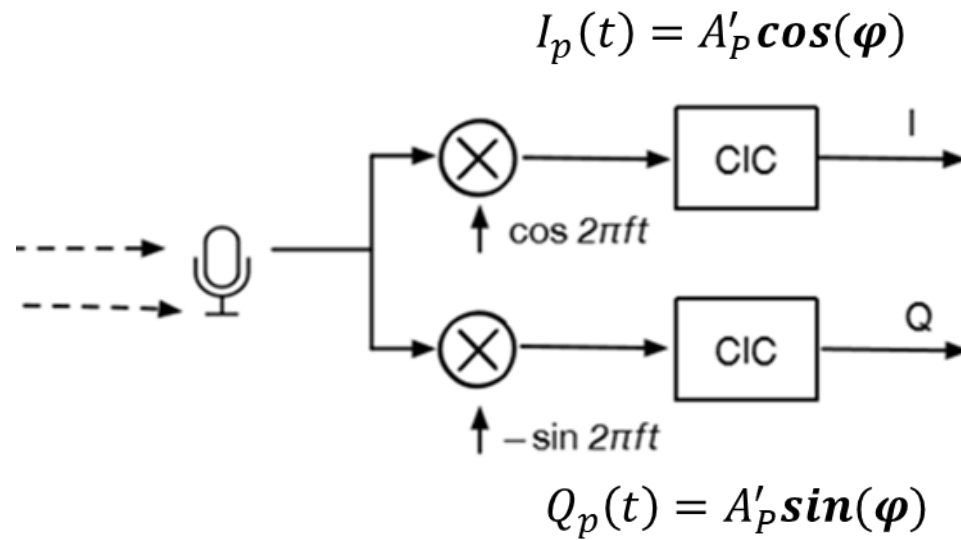 I_p(t) = A'_P cos(φ)
I
CIC
cos 2πft
Q
CIC
– sin 2πft
Q_p(t) = A'_P sin(φ)